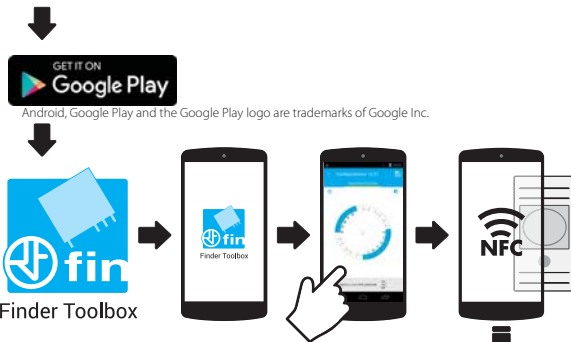 GET IT ON
Google Play
Android, Google Play and the Google Play logo are trademarks of Google Inc.
fin
Finder Toolbox
fin
Finder Toolbox
NFC